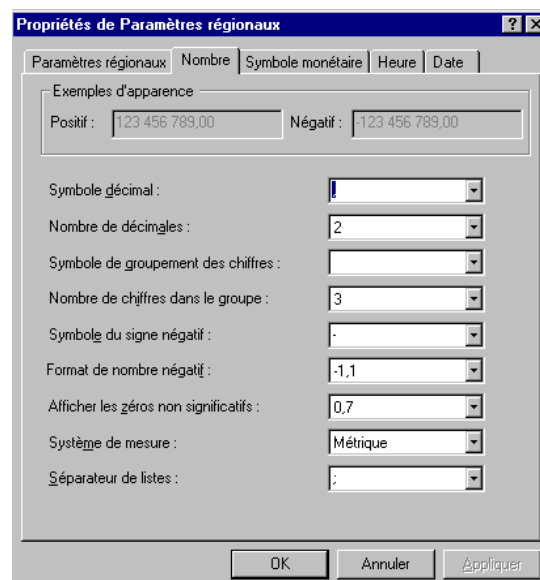 Propriétés de Paramètres régionaux
Paramètres régionaux Nombre Symbole monétaire Heure Date
Exemples d'apparence
Positif : 123 456 789,00 Négatif : -123 456 789,00
Symbole décimal : ,
Nombre de décimales : 2
Symbole de groupement des chiffres :
Nombre de chiffres dans le groupe : 3
Symbole du signe négatif : -
Format de nombre négatif : -1,1
Afficher les zéros non significatifs : 0,7
Système de mesure : Métrique
Séparateur de listes : ;
OK Annuler Appliquer